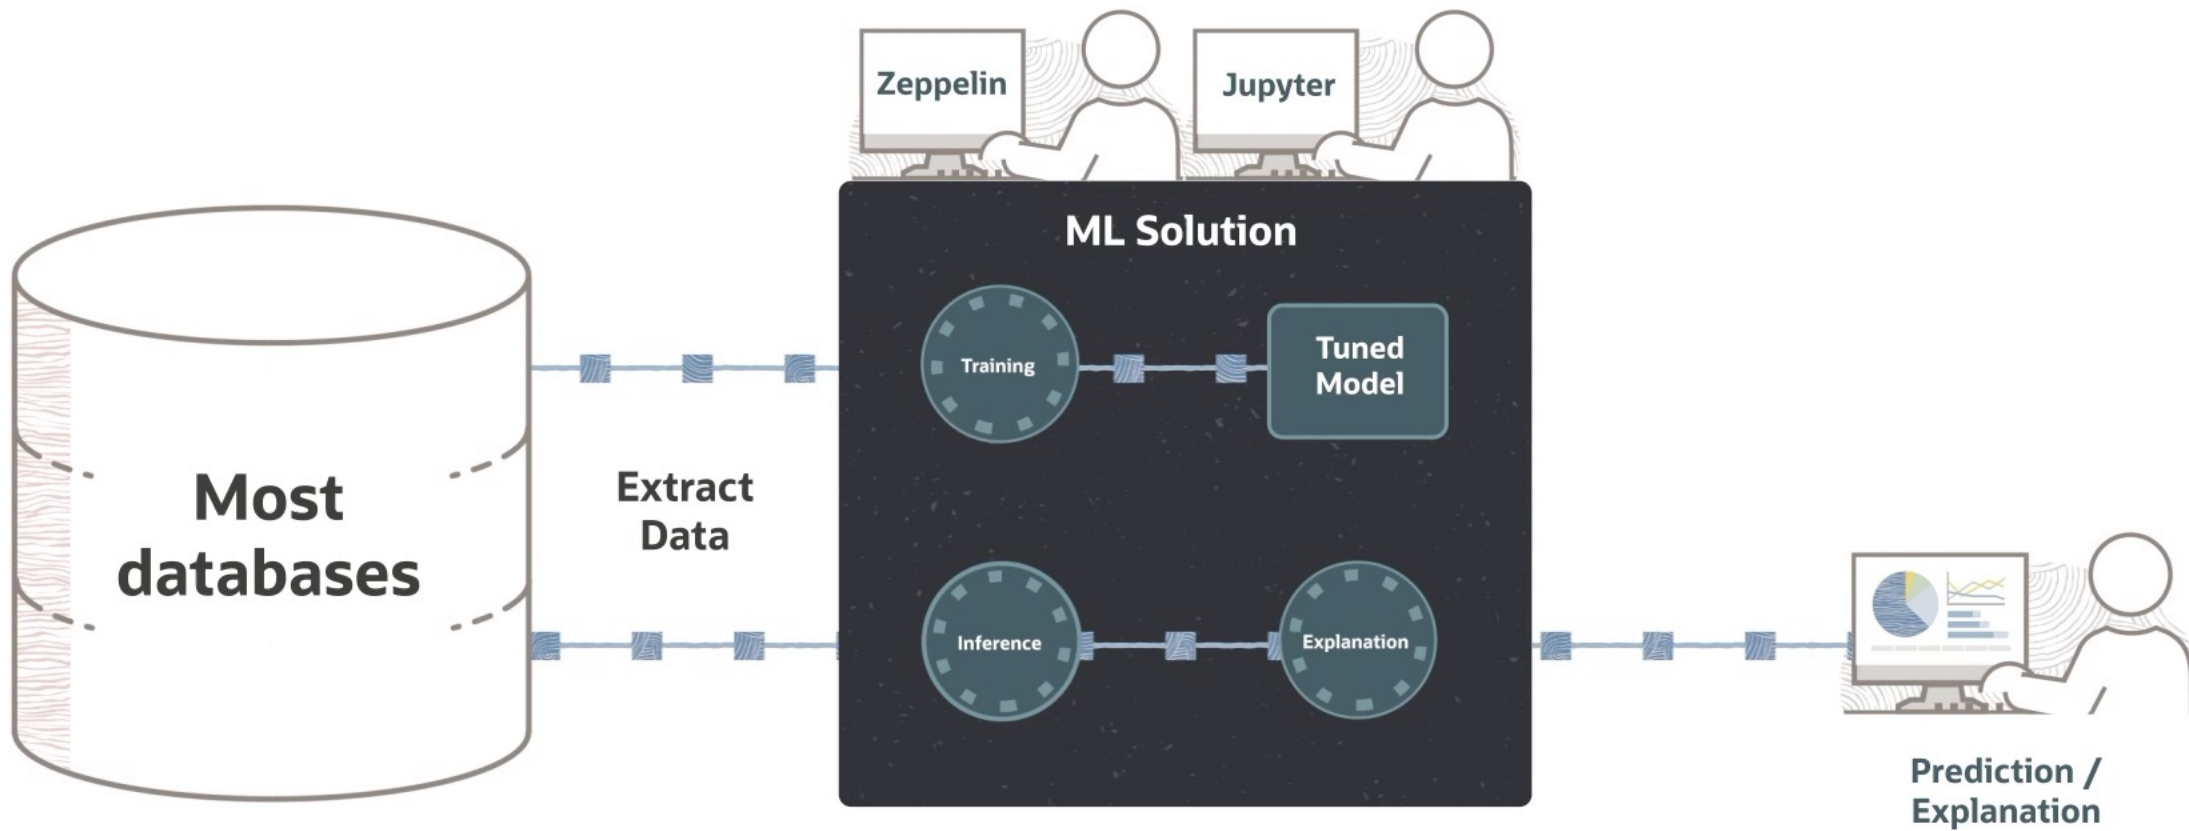 Zeppelin
Jupyter
ML Solution
Training
Tuned
Model
Most
databases
Extract
Data
Inference
Explanation
Prediction /
Explanation